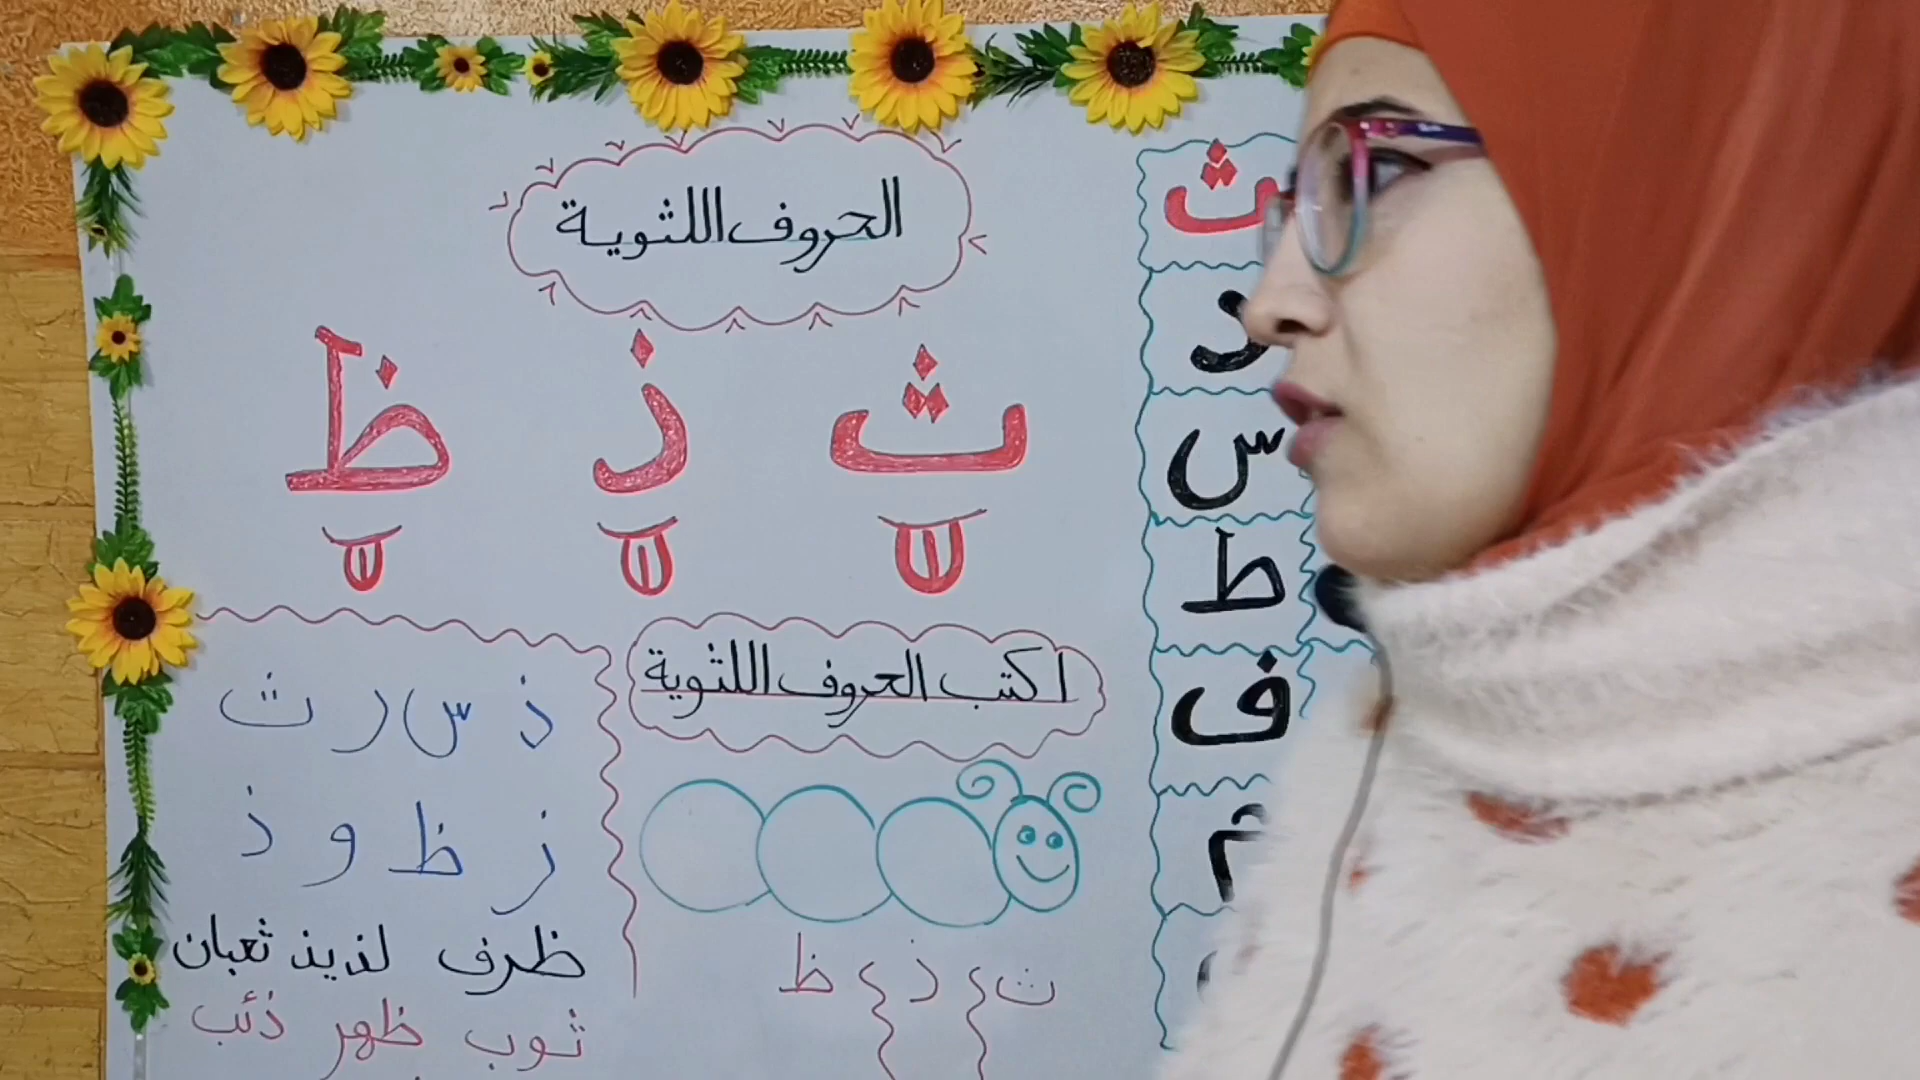 الحروف اللثوية
ث ذ ظ
ث
د
س
ط
ف
اكتب الحروف اللثوية
ذ س ر ث
ز ظ و ذ
ظرف لذيذ ثعبان
ثوب ظهر ذئب
ث ذ ظ